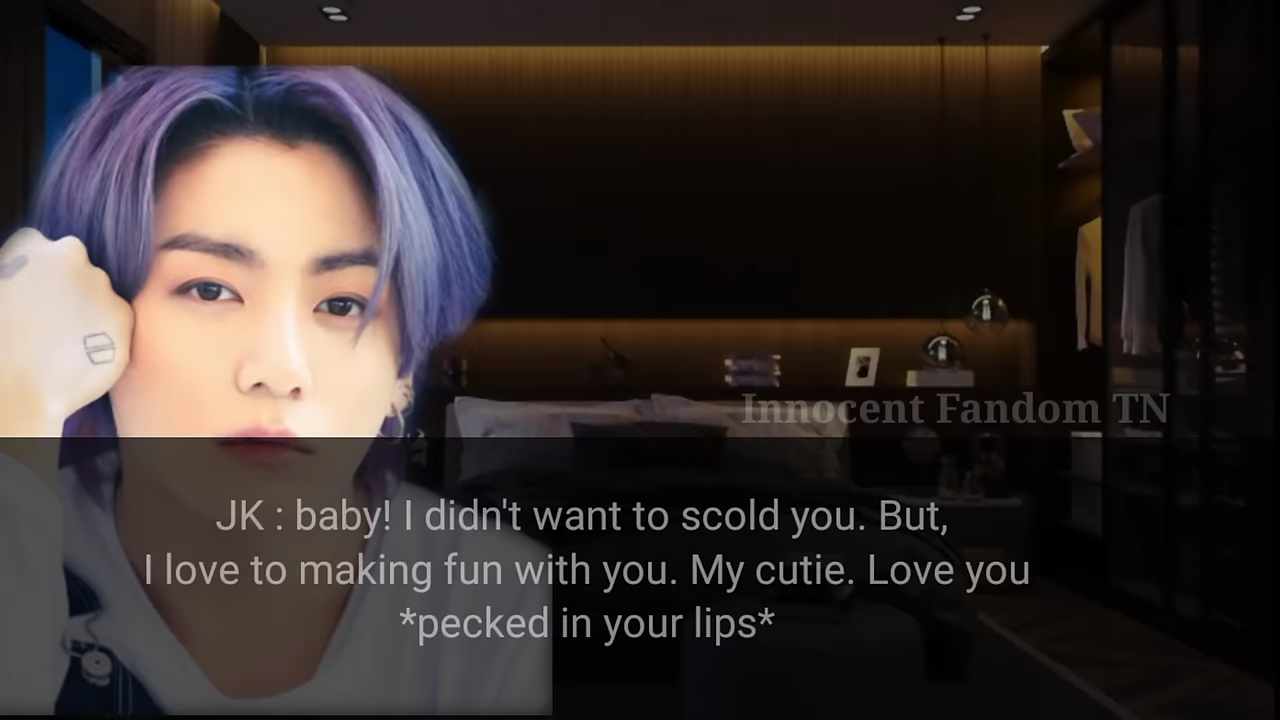 Innocent Fandom TN
JK : baby! I didn't want to scold you. But,
I love to making fun with you. My cutie. Love you
*pecked in your lips*